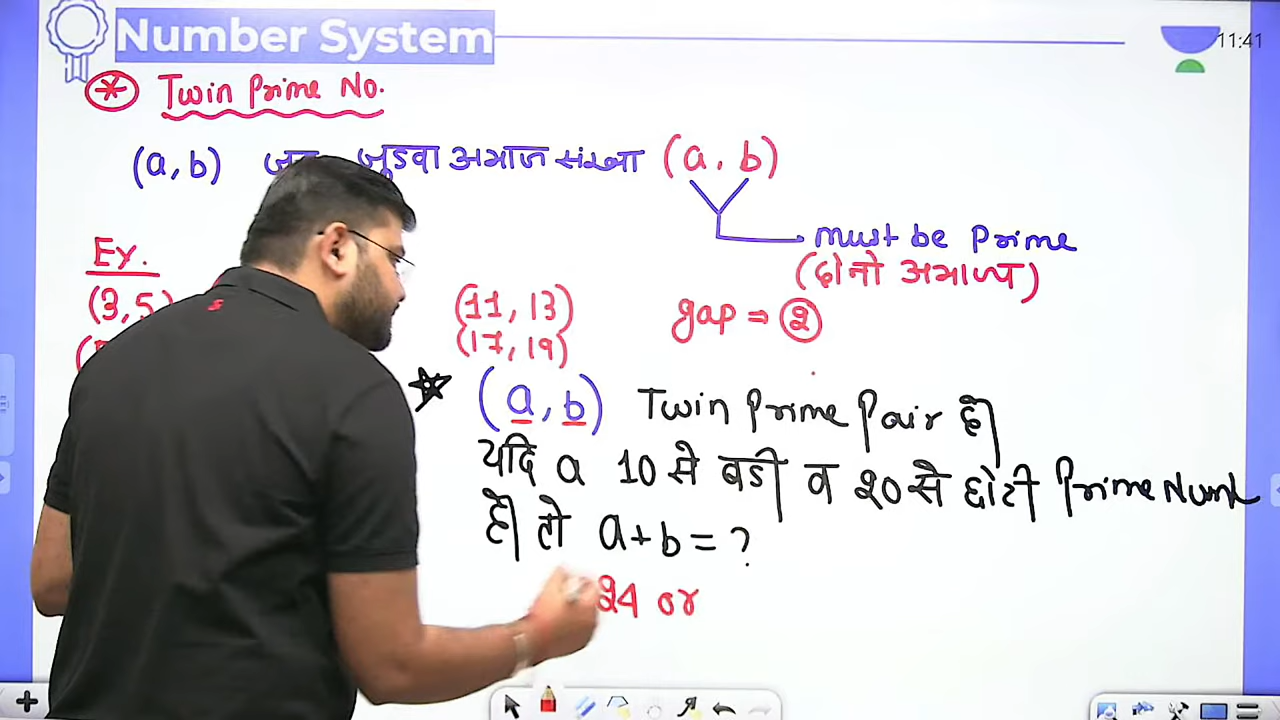 Number System
11:41
* Twin Prime No.
(a, b) जुडवा अभाज संख्या (a, b)
must be Prime
(दोनो अभाज्य)
Ex.
(3, 5) (11, 13) gap = 2
(17, 19)
(a, b) Twin Prime Pair है।
यदि a 10 से बडी व 20 से छोटी Prime Numb
है। तो a+b = ?
24 or